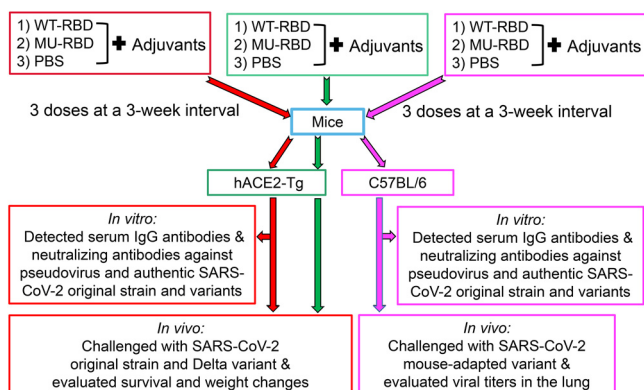 1) WT-RBD
2) MU-RBD + Adjuvants
3) PBS
1) WT-RBD
2) MU-RBD + Adjuvants
3) PBS
1) WT-RBD
2) MU-RBD + Adjuvants
3) PBS
3 doses at a 3-week interval
Mice
3 doses at a 3-week interval
hACE2-Tg
C57BL/6
In vitro:
Detected serum IgG antibodies &
neutralizing antibodies against
pseudovirus and authentic SARS-
CoV-2 original strain and variants
In vitro:
Detected serum IgG antibodies &
neutralizing antibodies against
pseudovirus and authentic SARS-
CoV-2 original strain and variants
In vivo:
Challenged with SARS-CoV-2
original strain and Delta variant &
evaluated survival and weight changes
In vivo:
Challenged with SARS-CoV-2
mouse-adapted variant &
evaluated viral titers in the lung